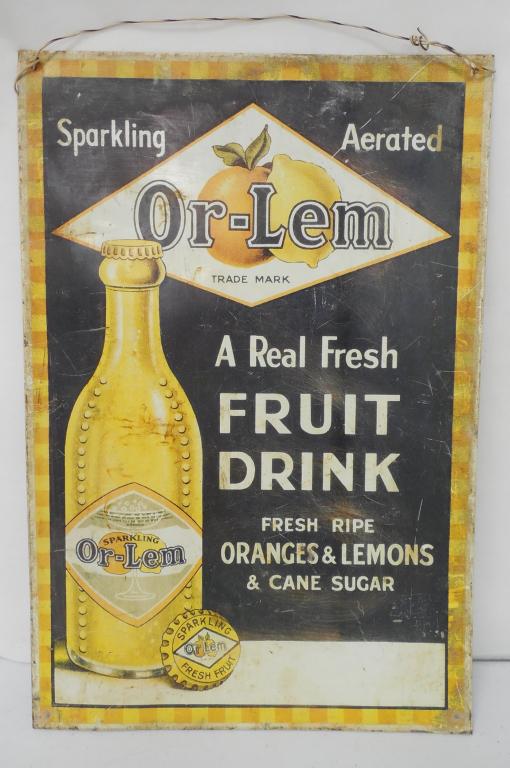 Sparkling Aerated
Or-Lem
TRADE MARK
A Real Fresh
FRUIT
DRINK
FRESH RIPE
ORANGES & LEMONS
& CANE SUGAR
SPARKLING
Or-Lem
SPARKLING
Or-Lem
FRESH FRUIT